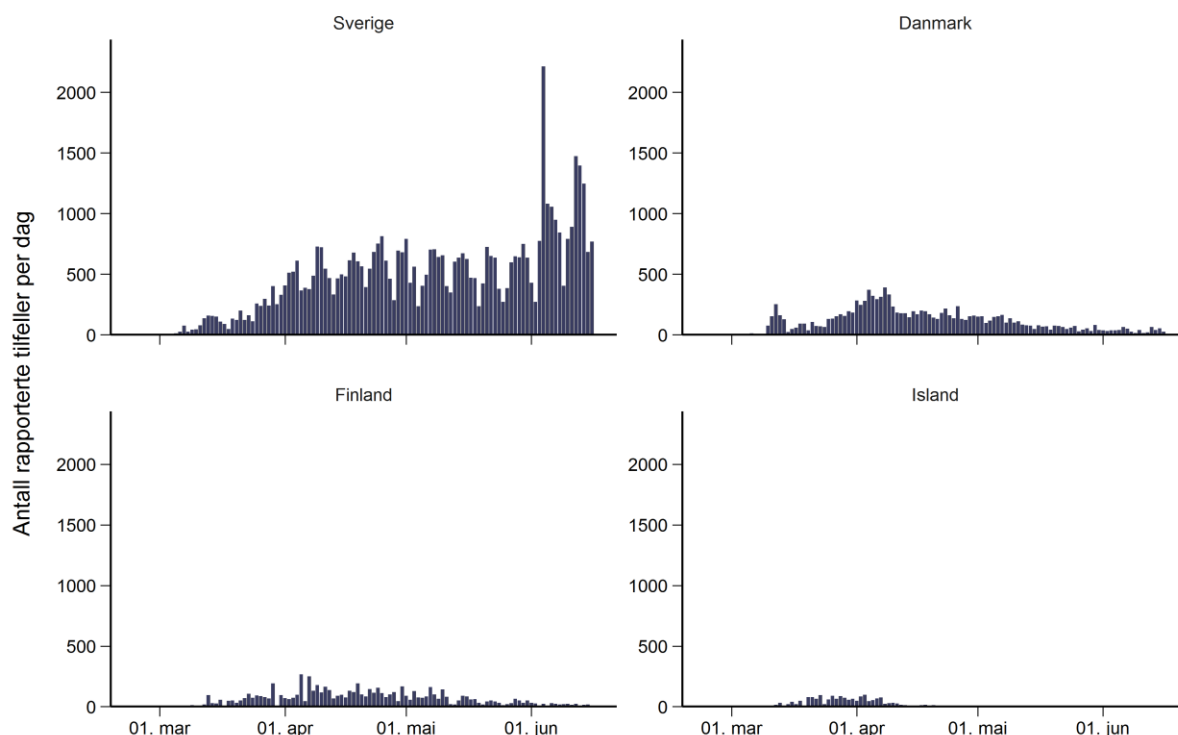 Sverige
Danmark
Antall rapporterte tilfeller per dag
2000
1500
1000
500
0
2000
1500
1000
500
0
Finland
Island
2000
1500
1000
500
0
01. mar
01. apr
01. mai
01. jun
2000
1500
1000
500
0
01. mar
01. apr
01. mai
01. jun